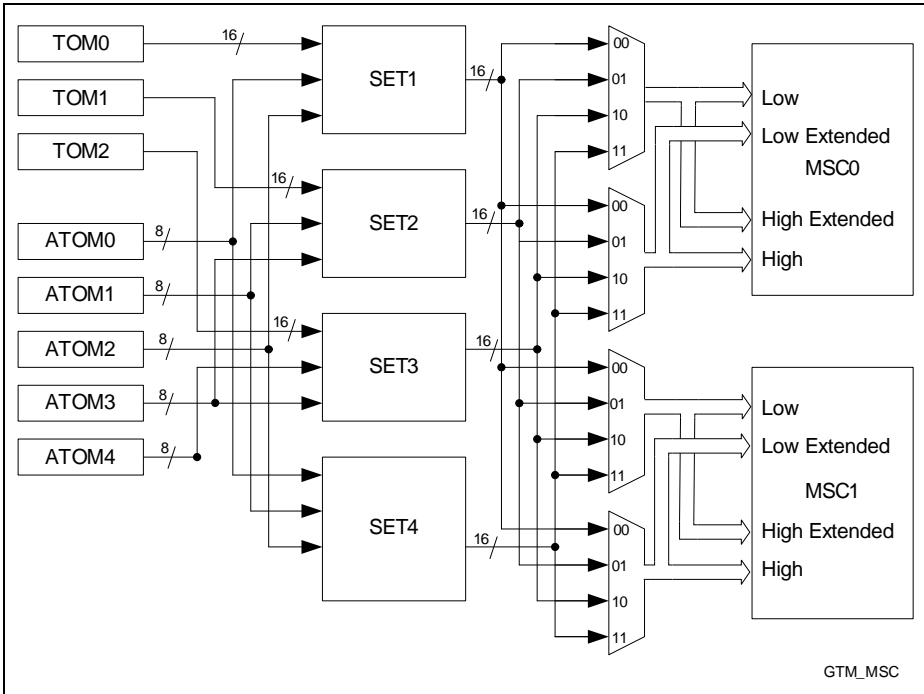 TOM0
TOM1
TOM2
ATOM0
ATOM1
ATOM2
ATOM3
ATOM4
16
16
16
8
8
8
8
8
SET1
SET2
SET3
SET4
16
16
16
16
00
01
10
11
00
01
10
11
00
01
10
11
00
01
10
11
Low
Low Extended
MSC0
High Extended
High
Low
Low Extended
MSC1
High Extended
High
GTM_MSC